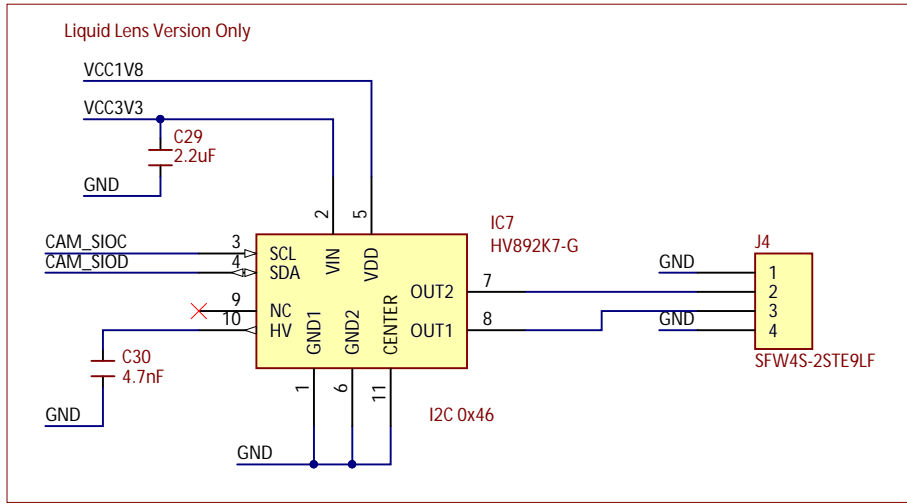 Liquid Lens Version Only
VCC1V8
VCC3V3
C29
2.2uF
GND
2
5
IC7
HV892K7-G
CAM_SIOC
3
SCL
CAM_SIOD
4
SDA
VIN
VDD
9
NC
10
HV
GND1
GND2
CENTER
OUT2
7
OUT1
8
J4
GND
1
2
3
GND
4
SFW4S-2STE9LF
C30
4.7nF
GND
1
6
11
I2C 0x46
GND